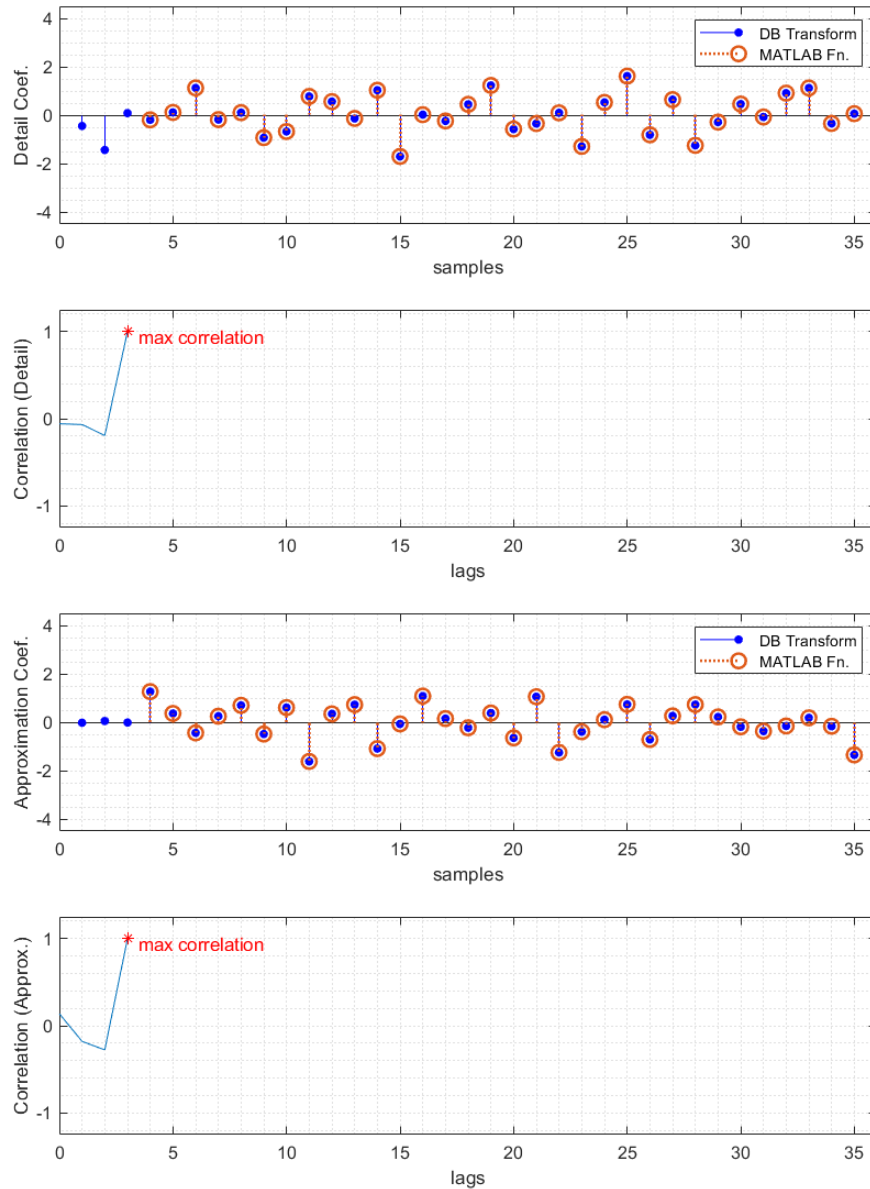 4
2
0
-2
-4
Detail Coef.
DB Transform
MATLAB Fn.
0 5 10 15 20 25 30 35
samples
1
0
-1
Correlation (Detail)
max correlation
0 5 10 15 20 25 30 35
lags
4
2
0
-2
-4
Approximation Coef.
DB Transform
MATLAB Fn.
0 5 10 15 20 25 30 35
samples
1
0
-1
Correlation (Approx.)
max correlation
0 5 10 15 20 25 30 35
lags